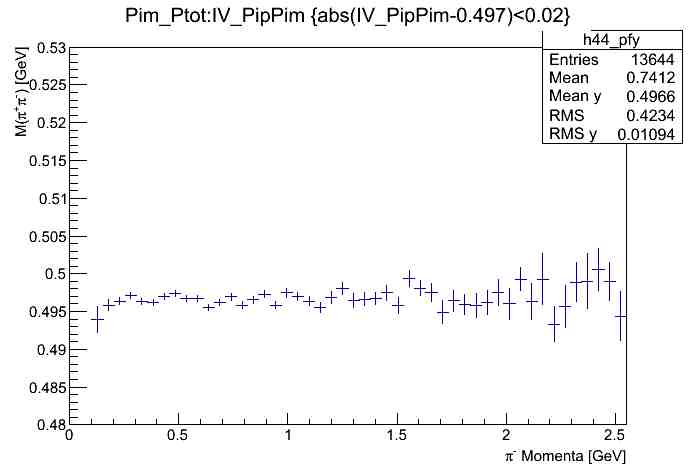 Pim_Ptot:IV_PipPim {abs(IV_PipPim-0.497)<0.02}
h44_pfy
Entries 13644
Mean 0.7412
Mean y 0.4966
RMS 0.4234
RMS y 0.01094
M(π⁺π⁻) [GeV]
0.53
0.525
0.52
0.515
0.51
0.505
0.5
0.495
0.49
0.485
0.48
0 0.5 1 1.5 2 2.5
π⁻ Momenta [GeV]